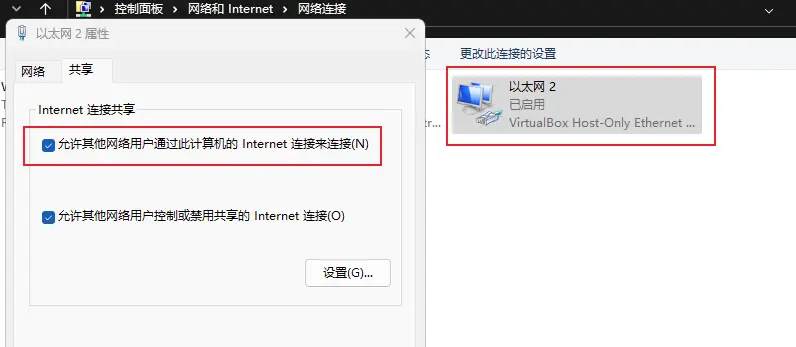 控制面板 > 网络和 Internet > 网络连接
以太网 2 属性
网络
共享
Internet 连接共享
允许其他网络用户通过此计算机的 Internet 连接来连接(N)
允许其他网络用户控制或禁用共享的 Internet 连接(O)
设置(G)...
更改此连接的设置
以太网 2
已启用
VirtualBox Host-Only Ethernet ...